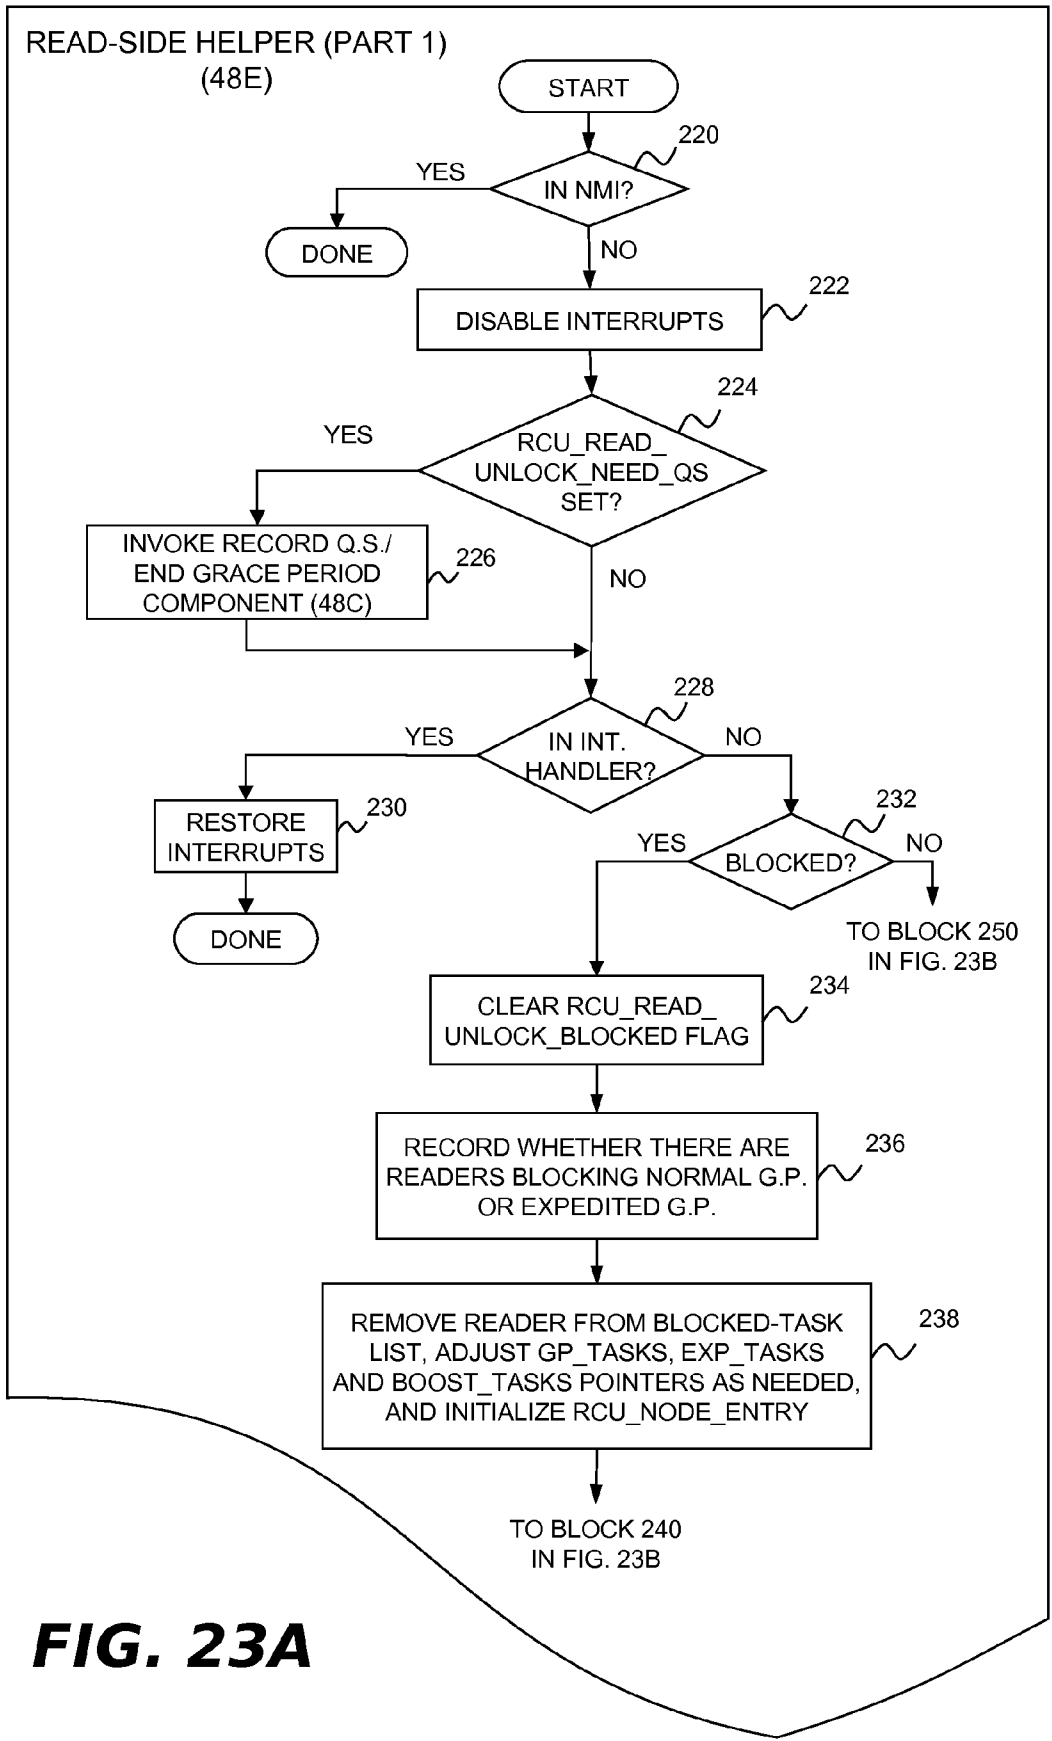 READ-SIDE HELPER (PART 1)
(48E)
START
220
YES
IN NMI?
DONE
NO
222
DISABLE INTERRUPTS
224
YES
RCU_READ_
UNLOCK_NEED_QS
SET?
INVOKE RECORD Q.S./
END GRACE PERIOD
COMPONENT (48C)
226
NO
228
YES
IN INT.
HANDLER?
NO
230
RESTORE
INTERRUPTS
DONE
232
YES
BLOCKED?
NO
TO BLOCK 250
IN FIG. 23B
234
CLEAR RCU_READ_
UNLOCK_BLOCKED FLAG
236
RECORD WHETHER THERE ARE
READERS BLOCKING NORMAL G.P.
OR EXPEDITED G.P.
238
REMOVE READER FROM BLOCKED-TASK
LIST, ADJUST GP_TASKS, EXP_TASKS
AND BOOST_TASKS POINTERS AS NEEDED,
AND INITIALIZE RCU_NODE_ENTRY
TO BLOCK 240
IN FIG. 23B
FIG. 23A